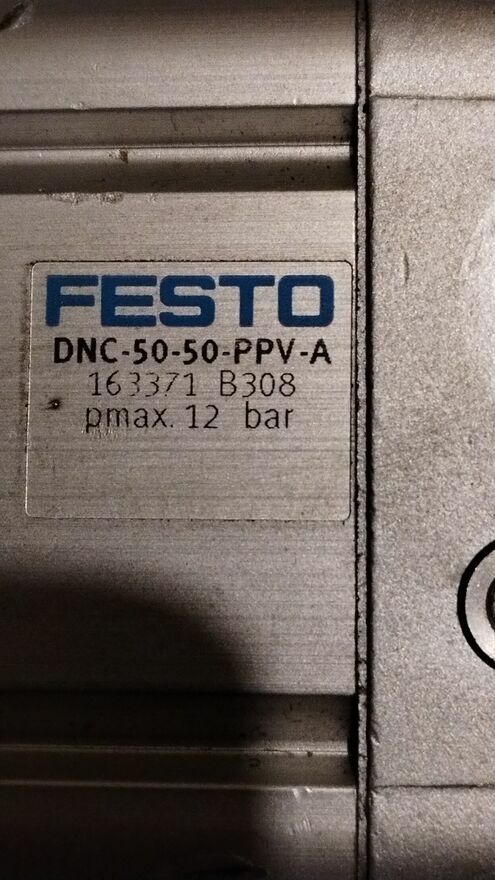 FESTO
DNC-50-50-PPV-A
163371 B308
pmax. 12 bar